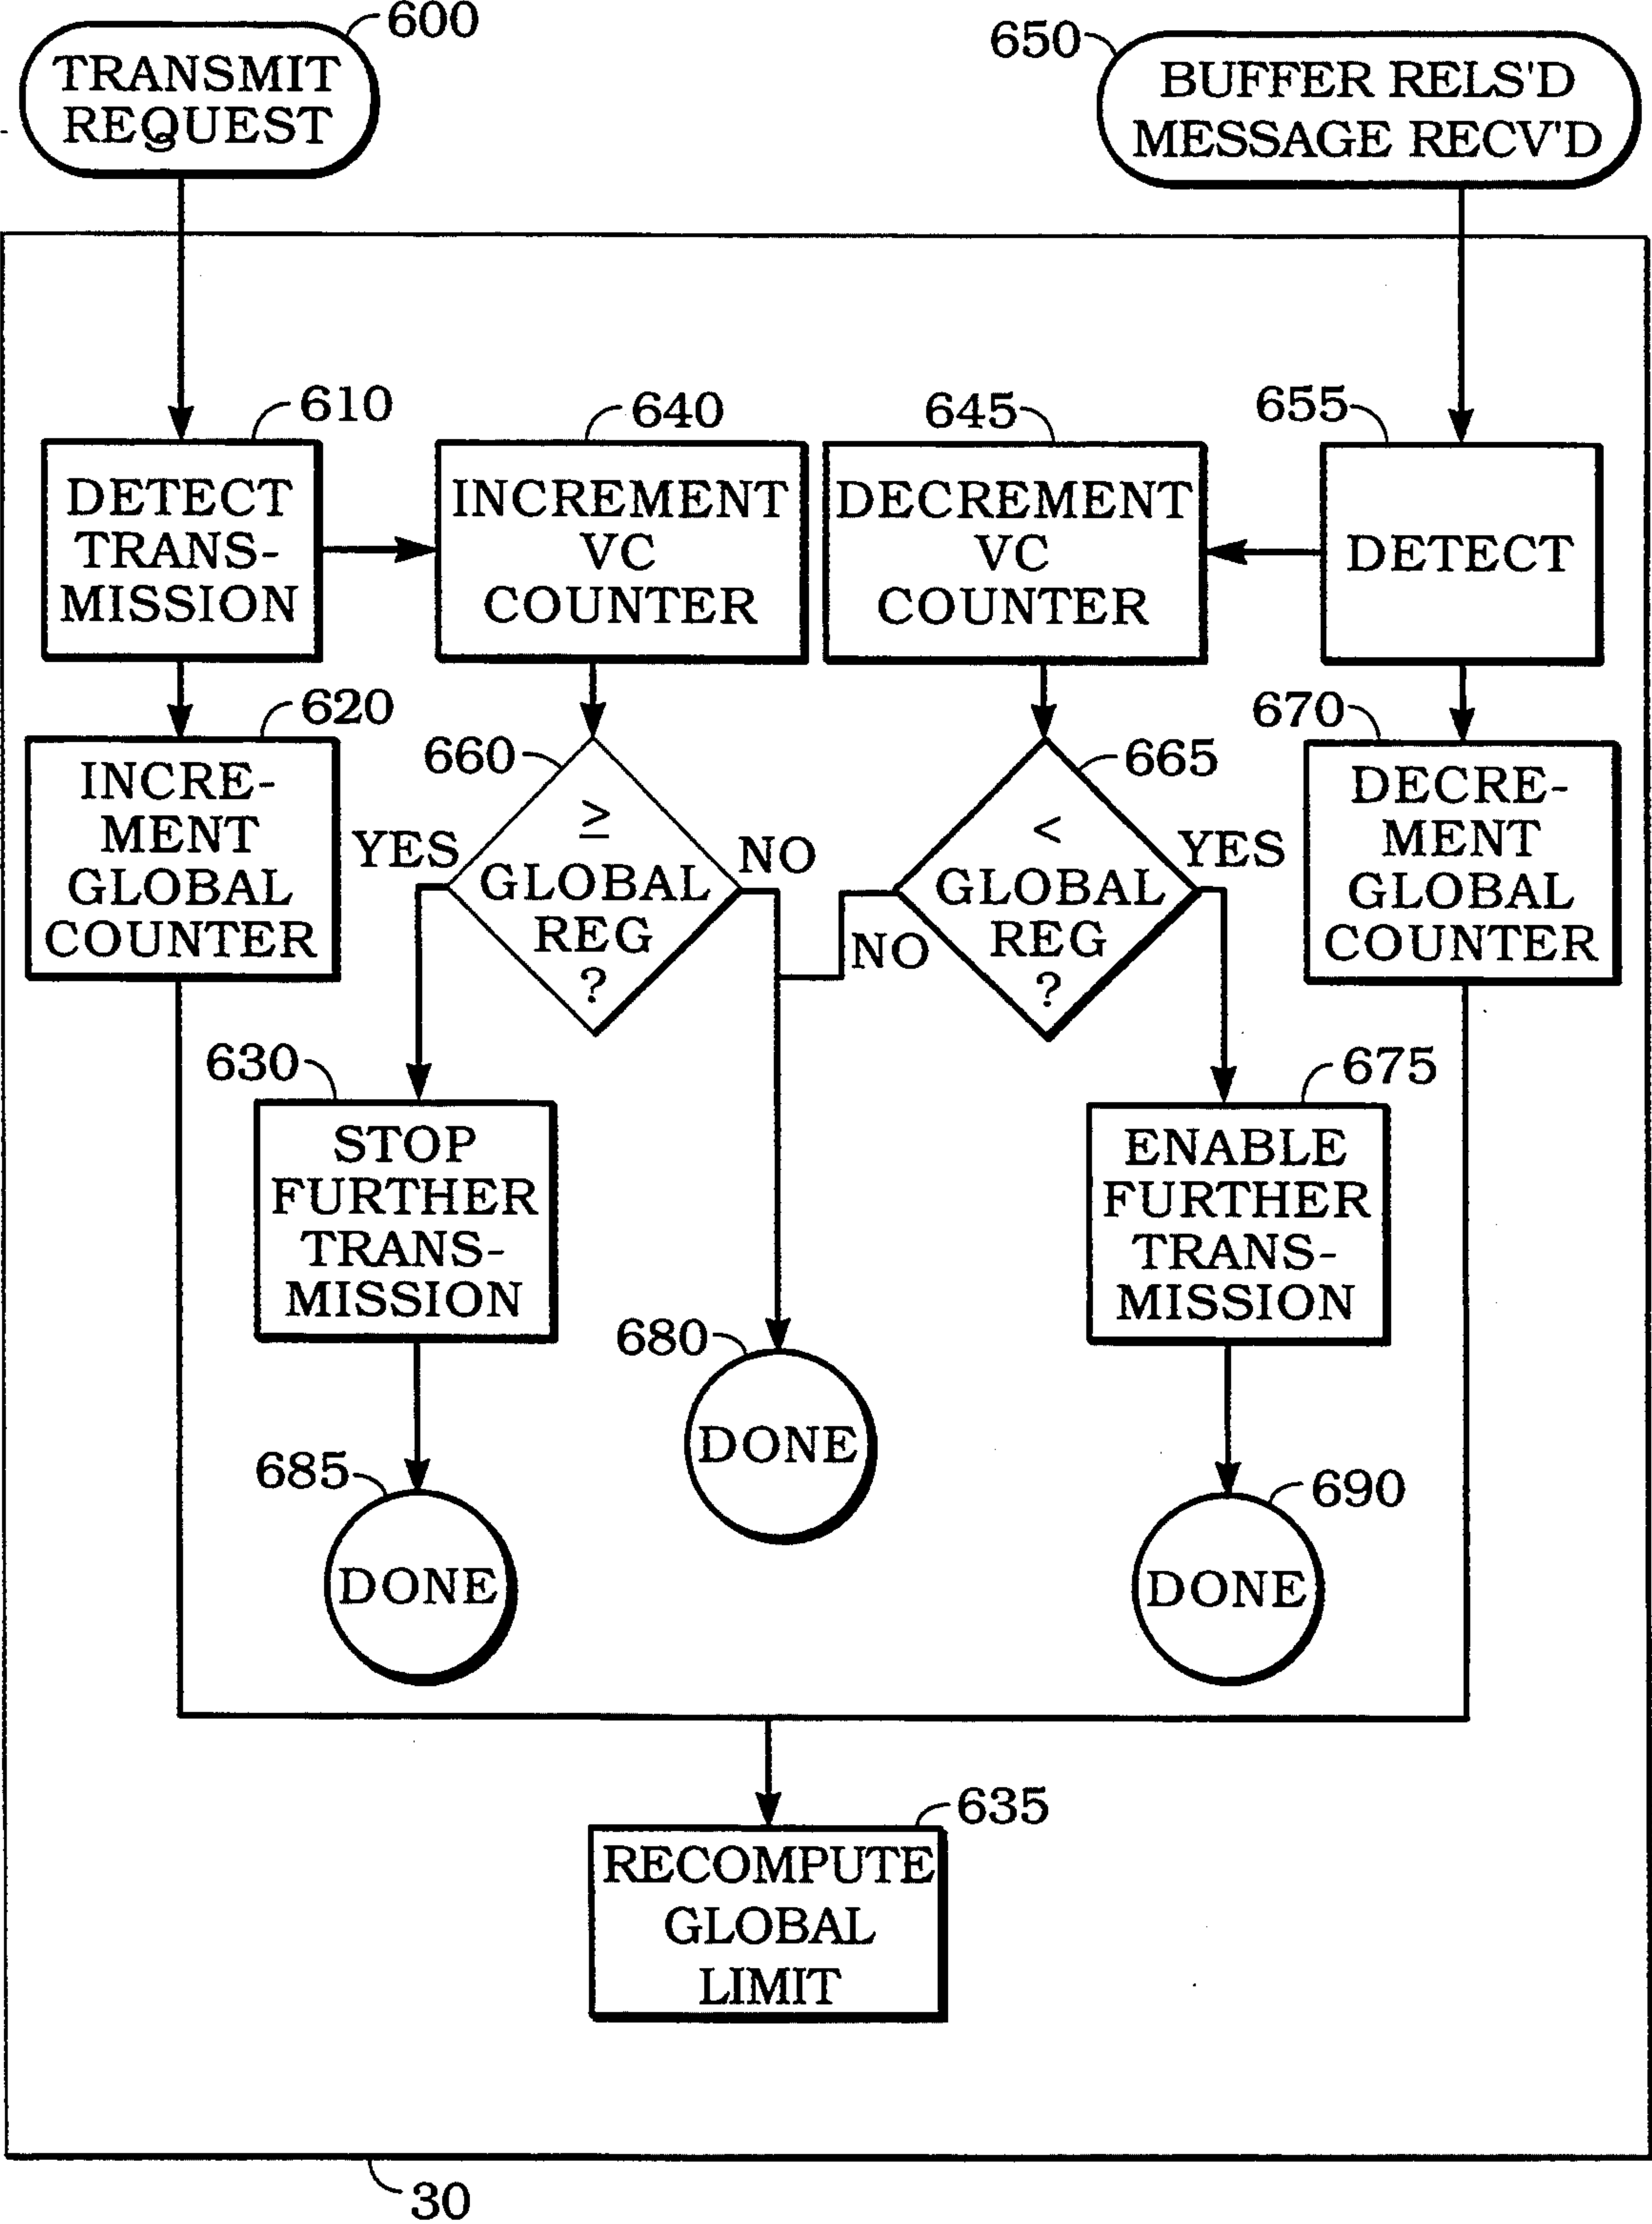 600
TRANSMIT
REQUEST
650
BUFFER RELS'D
MESSAGE RECV'D
610
DETECT
TRANS-
MISSION
640
INCREMENT
VC
COUNTER
645
DECREMENT
VC
COUNTER
655
DETECT
620
INCRE-
MENT
GLOBAL
COUNTER
660
≥
GLOBAL
REG
?
YES
NO
665
<
GLOBAL
REG
?
YES
NO
670
DECRE-
MENT
GLOBAL
COUNTER
630
STOP
FURTHER
TRANS-
MISSION
675
ENABLE
FURTHER
TRANS-
MISSION
680
DONE
685
DONE
690
DONE
635
RECOMPUTE
GLOBAL
LIMIT
30